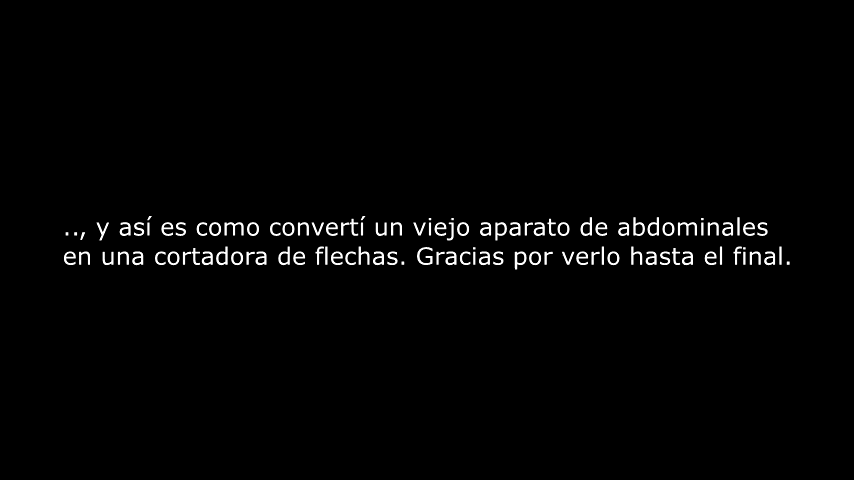 .., y así es como convertí un viejo aparato de abdominales
en una cortadora de flechas. Gracias por verlo hasta el final.